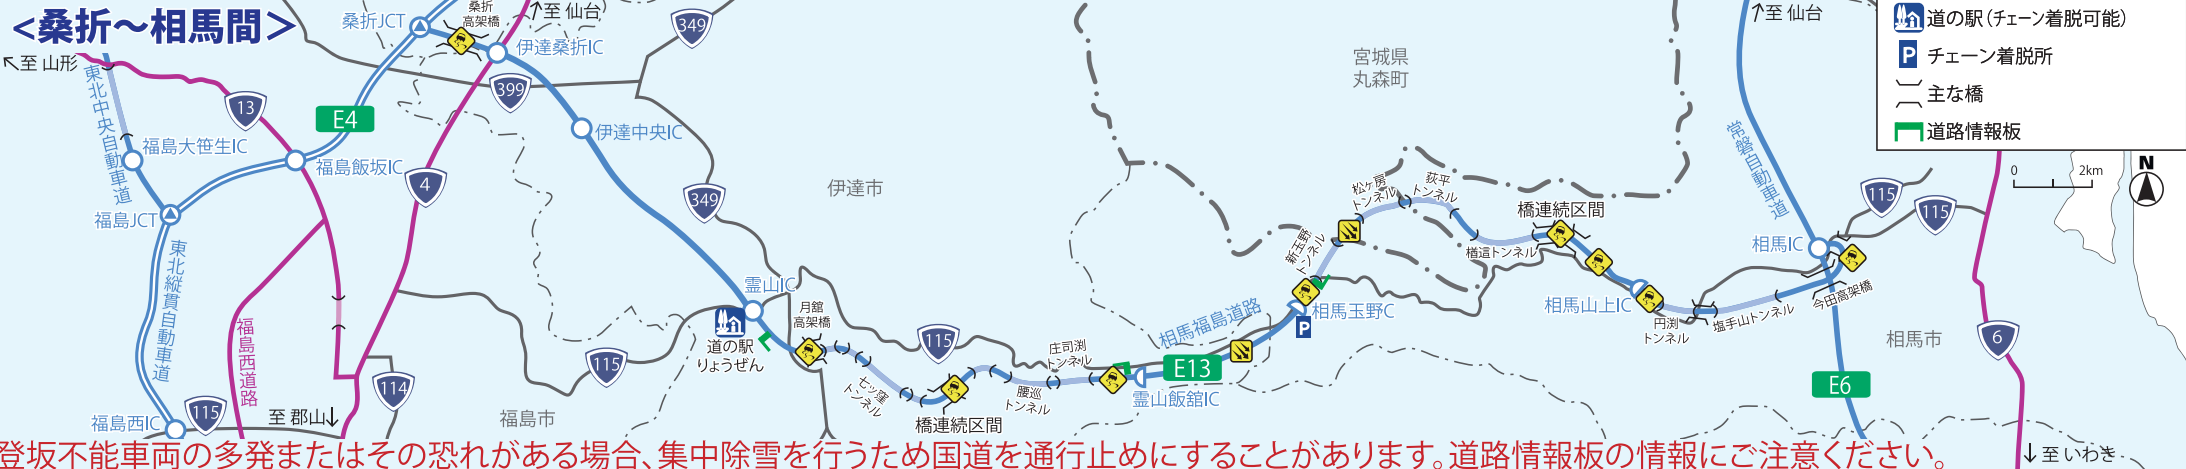 <桑折～相馬間>
↖至 山形
東北中央自動車道
福島大笹生IC
福島JCT
東北縦貫自動車道
福島西IC
115
13
E4
福島飯坂IC
福島西道路
至 郡山↓
4
114
桑折JCT
桑折
高架橋
↑至 仙台
伊達桑折IC
399
349
伊達中央IC
349
伊達市
福島市
115
霊山IC
道の駅
りょうぜん
月舘
高架橋
七ッ窪
トンネル
115
橋連続区間
腰巡
トンネル
庄司渕
トンネル
霊山飯舘IC
E13
相馬福島道路
新玉野
トンネル
相馬玉野C
P
宮城県
丸森町
松ヶ房
トンネル
荻平
トンネル
楢這トンネル
橋連続区間
相馬山上IC
円渕
トンネル
塩手山トンネル
今田高架橋
相馬IC
常磐自動車道
↑至 仙台
115
115
相馬市
E6
6
↓至 いわき
道の駅（チェーン着脱可能）
P チェーン着脱所
主な橋
道路情報板
0 2km
N
登坂不能車両の多発またはその恐れがある場合、集中除雪を行うため国道を通行止めにすることがあります。道路情報板の情報にご注意ください。